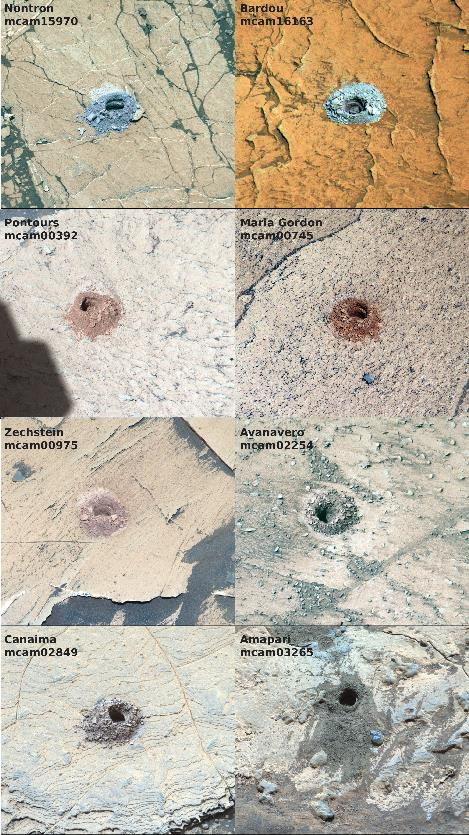 Nontron
mcam15970
Bardou
mcam16163
Pontours
mcam00392
Maria Gordon
mcam00745
Zechstein
mcam00975
Avanavero
mcam02254
Canaima
mcam02849
Amapari
mcam03265